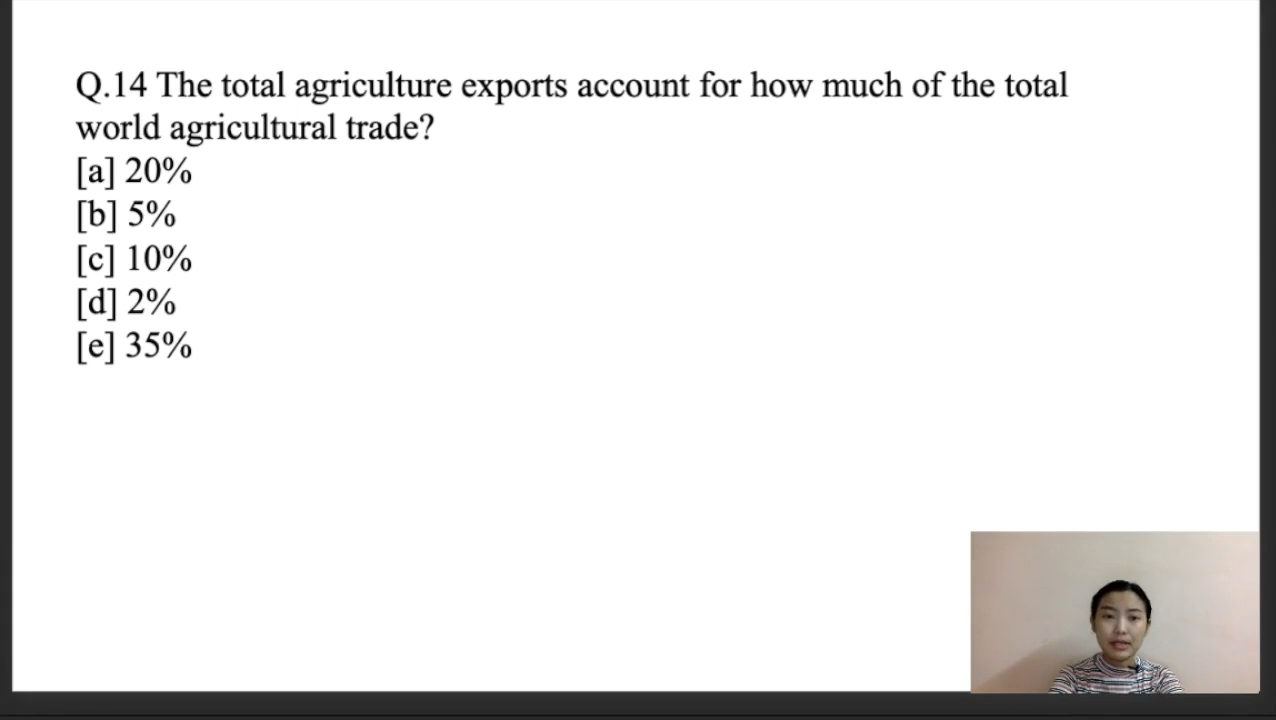 Q.14 The total agriculture exports account for how much of the total
world agricultural trade?
[a] 20%
[b] 5%
[c] 10%
[d] 2%
[e] 35%